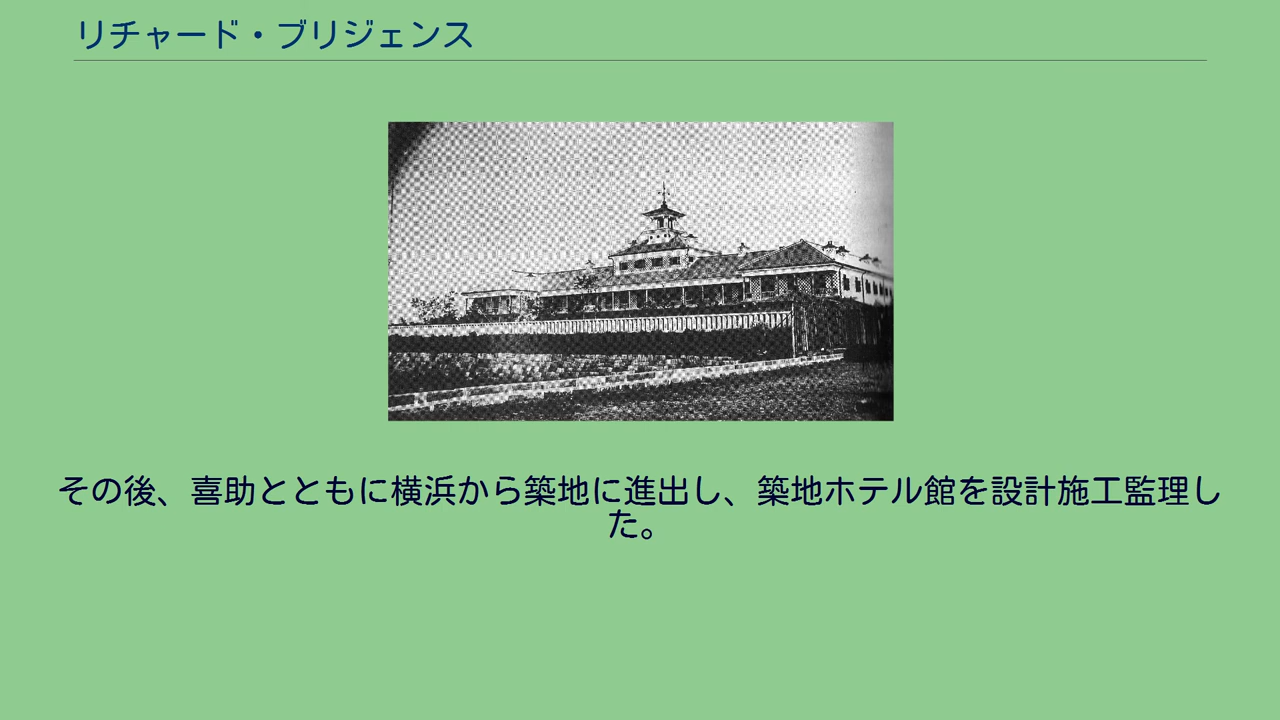 リチャード・ブリジェンス
その後、喜助とともに横浜から築地に進出し、築地ホテル館を設計施工監理し
た。